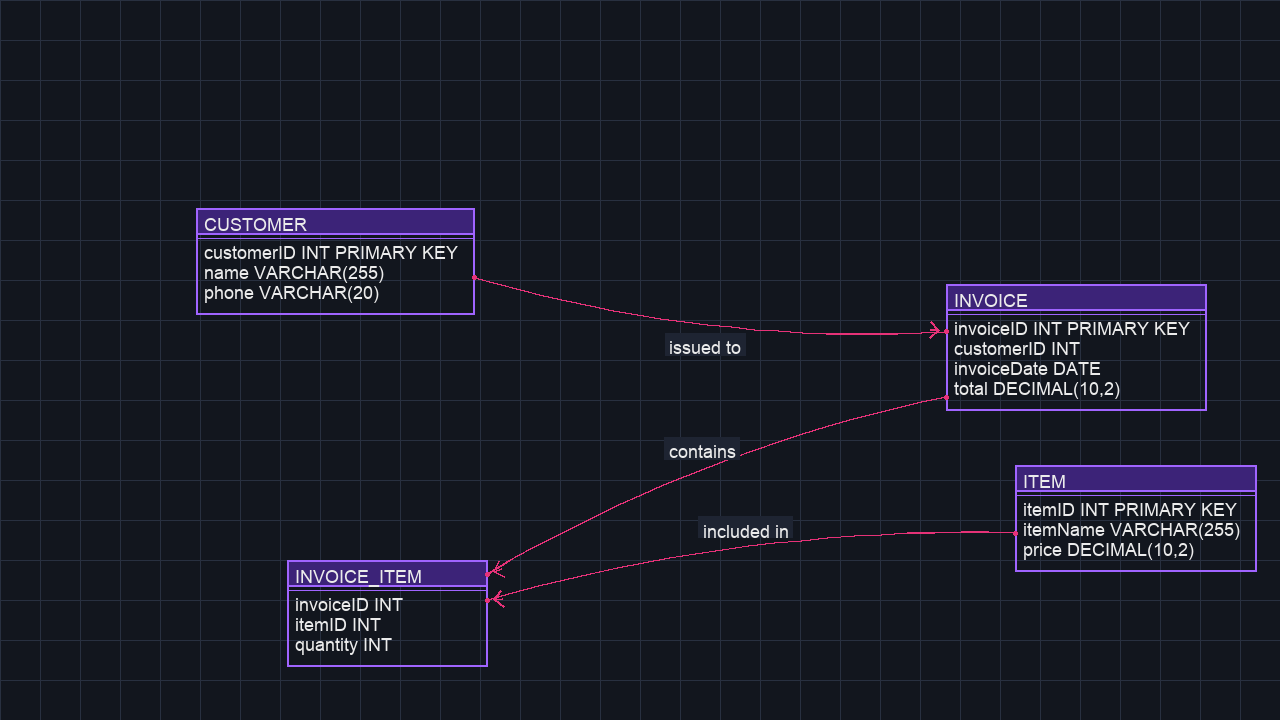 CUSTOMER
customerID INT PRIMARY KEY
name VARCHAR(255)
phone VARCHAR(20)
issued to
INVOICE
invoiceID INT PRIMARY KEY
customerID INT
invoiceDate DATE
total DECIMAL(10,2)
contains
ITEM
itemID INT PRIMARY KEY
itemName VARCHAR(255)
price DECIMAL(10,2)
included in
INVOICE_ITEM
invoiceID INT
itemID INT
quantity INT